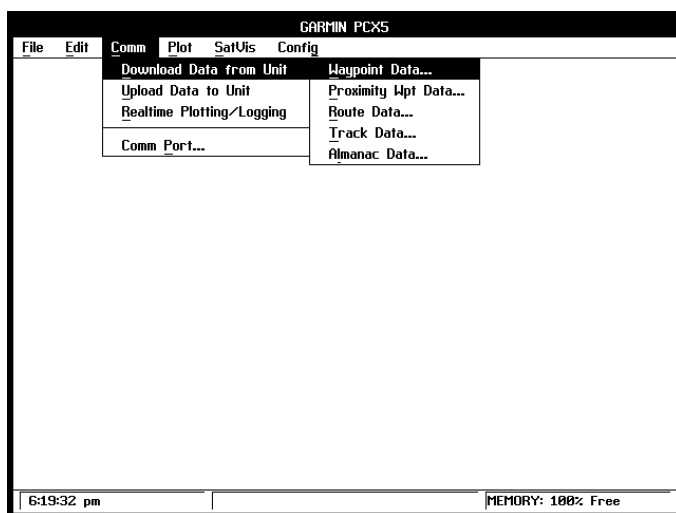 GARMIN PCX5
File Edit Comm Plot SatVis Config
Download Data from Unit
Upload Data to Unit
Realtime Plotting/Logging
Comm Port...
Waypoint Data...
Proximity Wpt Data...
Route Data...
Track Data...
Almanac Data...
6:19:32 pm
MEMORY: 100% Free